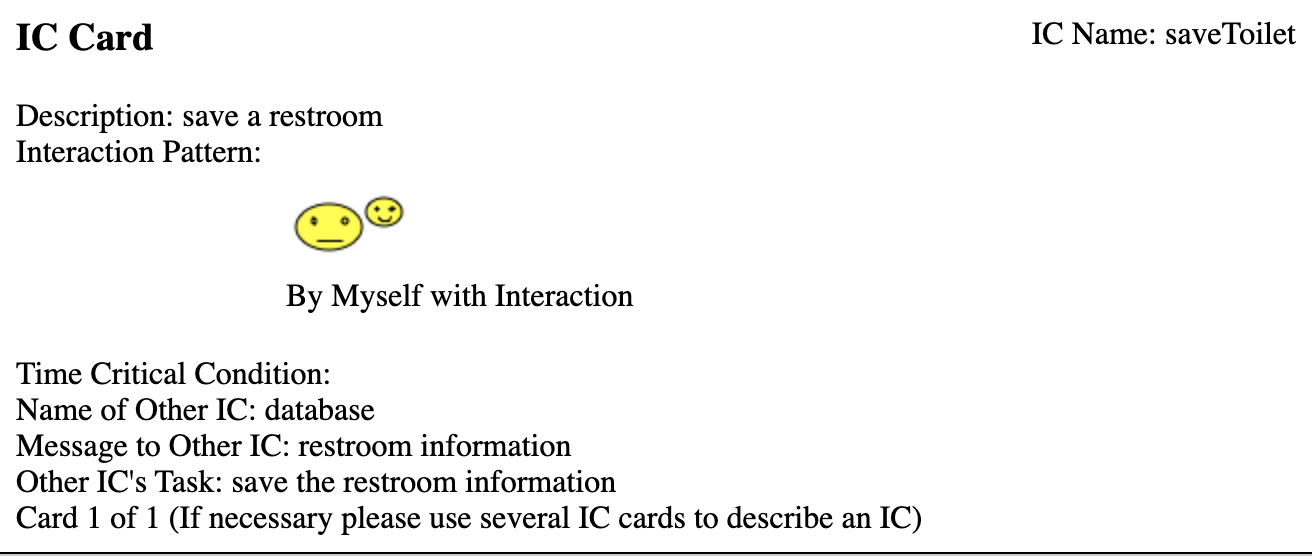 IC Card
IC Name: saveToilet
Description: save a restroom
Interaction Pattern:
By Myself with Interaction
Time Critical Condition:
Name of Other IC: database
Message to Other IC: restroom information
Other IC's Task: save the restroom information
Card 1 of 1 (If necessary please use several IC cards to describe an IC)